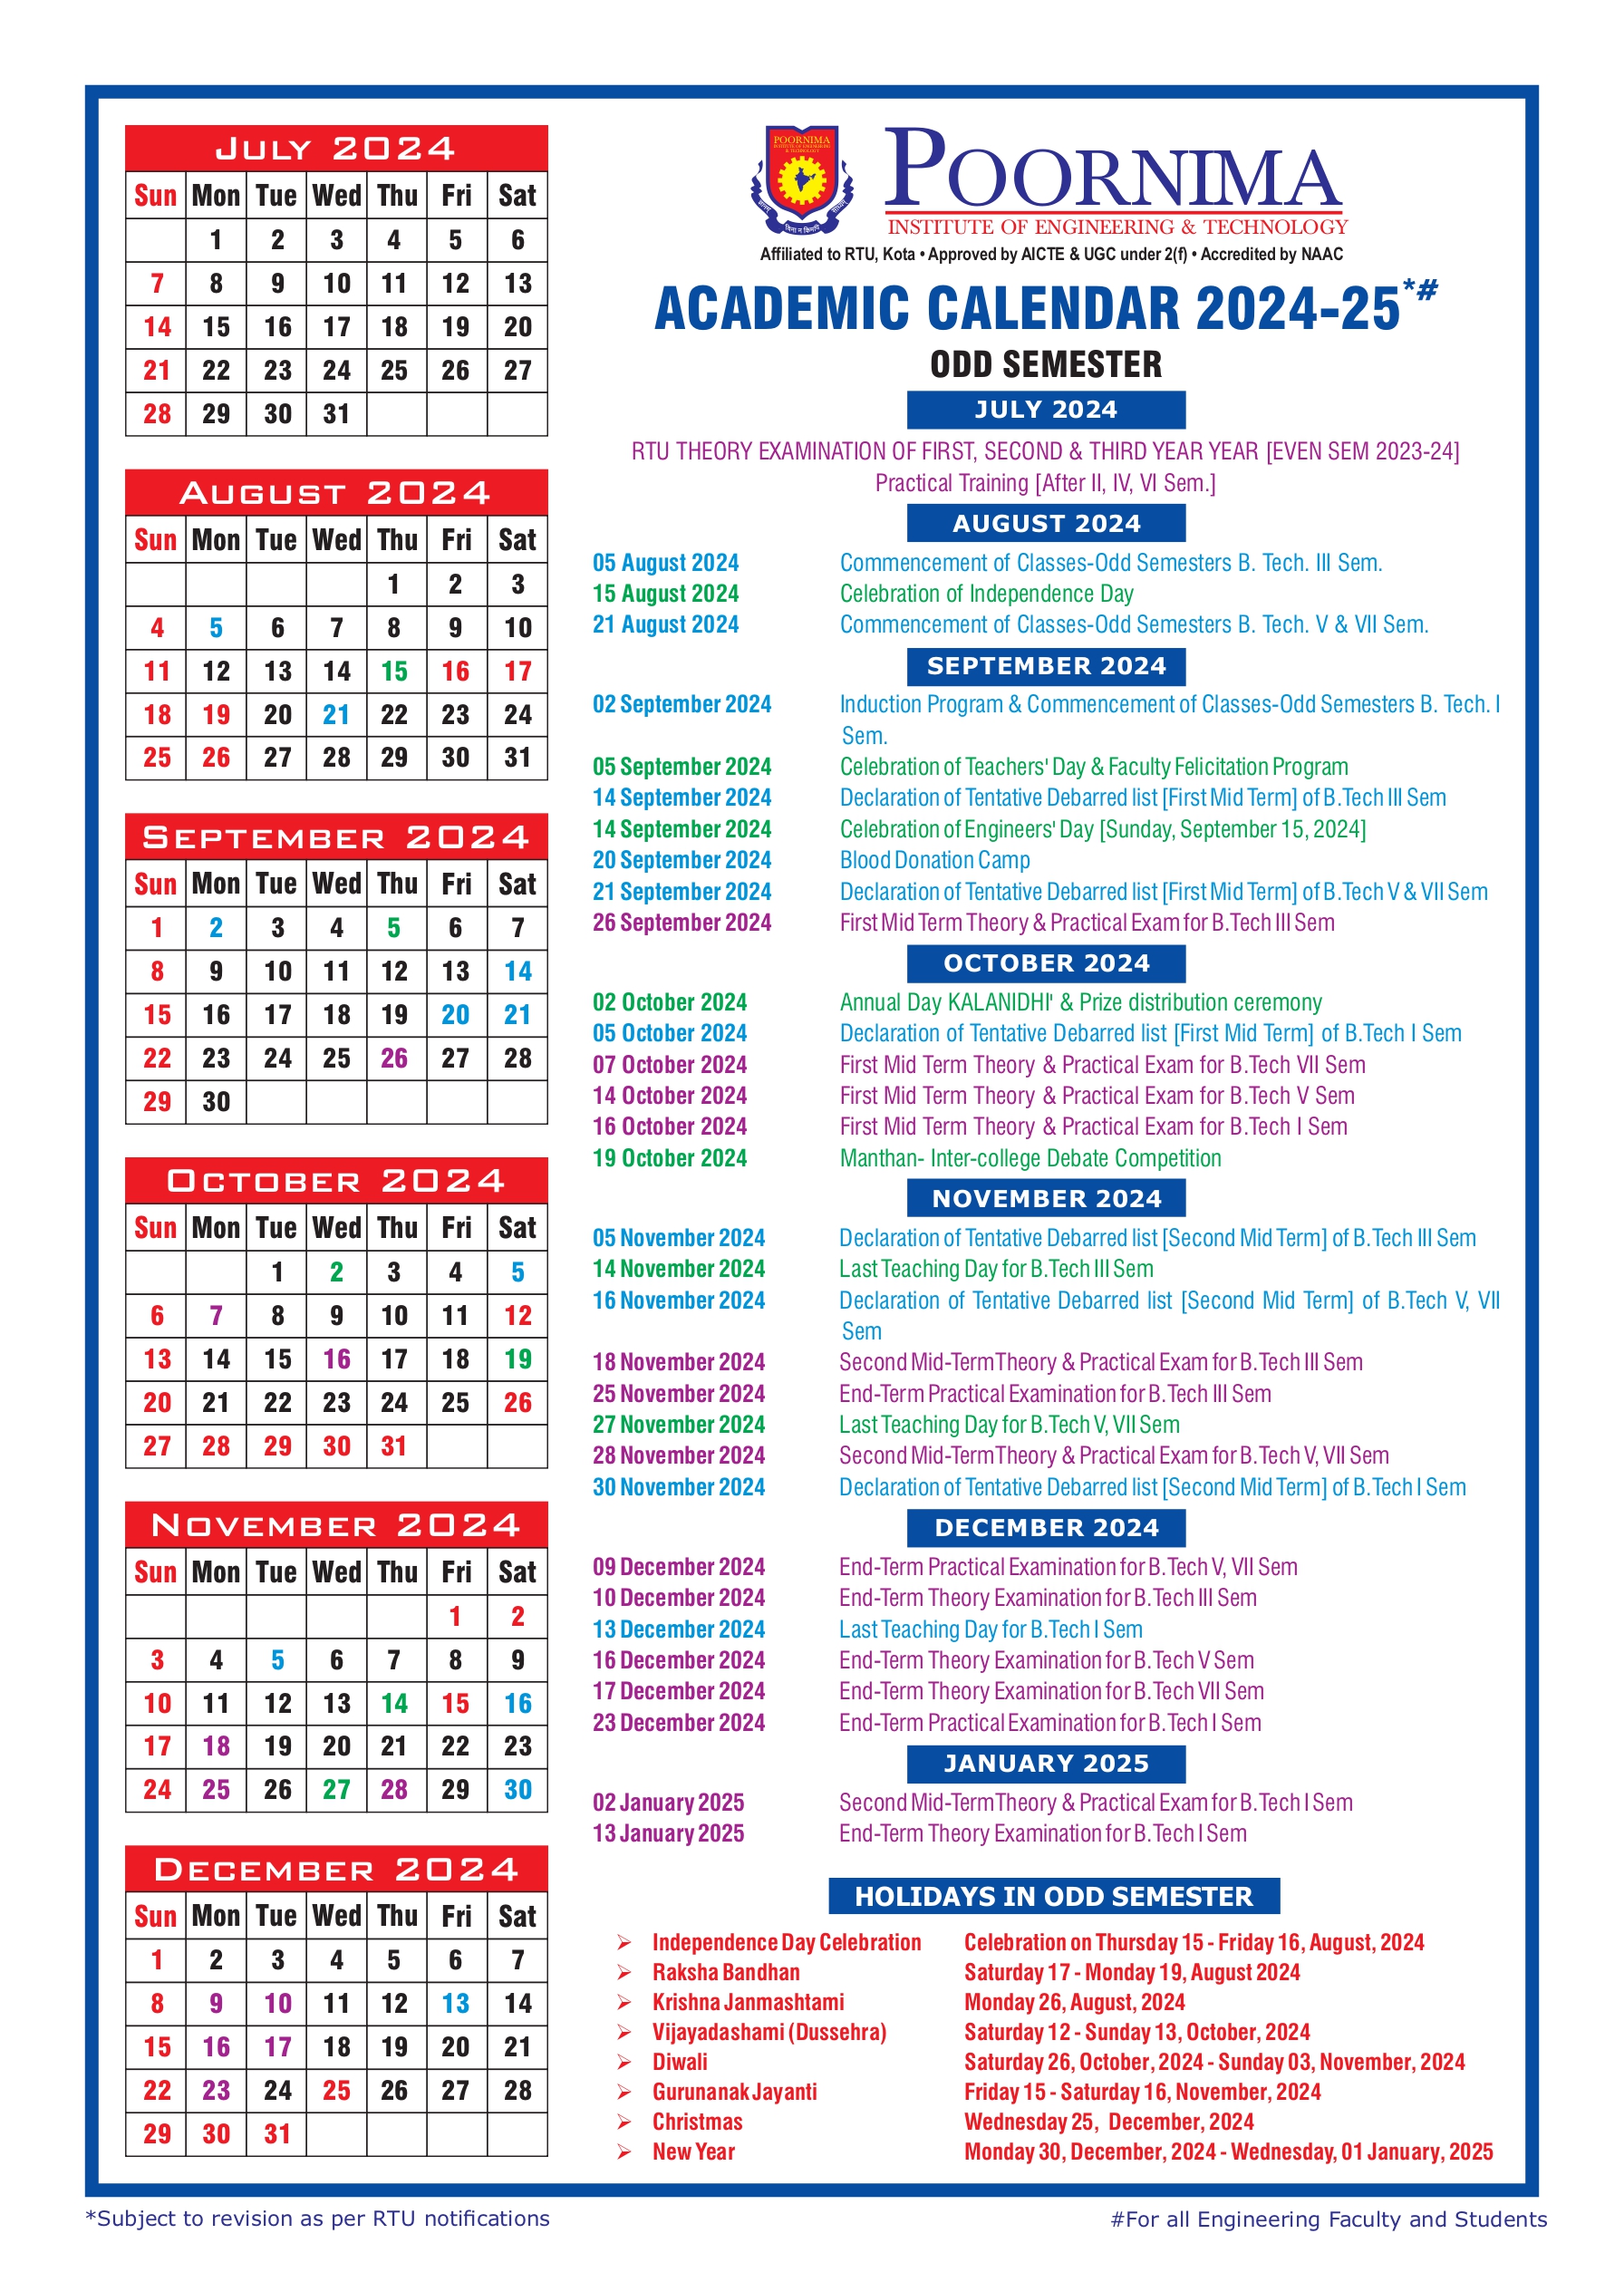 JULY 2024
Sun Mon Tue Wed Thu Fri Sat
1 2 3 4 5 6
7 8 9 10 11 12 13
14 15 16 17 18 19 20
21 22 23 24 25 26 27
28 29 30 31
AUGUST 2024
Sun Mon Tue Wed Thu Fri Sat
1 2 3
4 5 6 7 8 9 10
11 12 13 14 15 16 17
18 19 20 21 22 23 24
25 26 27 28 29 30 31
SEPTEMBER 2024
Sun Mon Tue Wed Thu Fri Sat
1 2 3 4 5 6 7
8 9 10 11 12 13 14
15 16 17 18 19 20 21
22 23 24 25 26 27 28
29 30
OCTOBER 2024
Sun Mon Tue Wed Thu Fri Sat
1 2 3 4 5
6 7 8 9 10 11 12
13 14 15 16 17 18 19
20 21 22 23 24 25 26
27 28 29 30 31
NOVEMBER 2024
Sun Mon Tue Wed Thu Fri Sat
1 2
3 4 5 6 7 8 9
10 11 12 13 14 15 16
17 18 19 20 21 22 23
24 25 26 27 28 29 30
DECEMBER 2024
Sun Mon Tue Wed Thu Fri Sat
1 2 3 4 5 6 7
8 9 10 11 12 13 14
15 16 17 18 19 20 21
22 23 24 25 26 27 28
29 30 31
POORNIMA
INSTITUTE OF ENGINEERING
& TECHNOLOGY
POORNIMA
INSTITUTE OF ENGINEERING & TECHNOLOGY
Affiliated to RTU, Kota • Approved by AICTE & UGC under 2(f) • Accredited by NAAC
ACADEMIC CALENDAR 2024-25*#
ODD SEMESTER
JULY 2024
RTU THEORY EXAMINATION OF FIRST, SECOND & THIRD YEAR YEAR [EVEN SEM 2023-24]
Practical Training [After II, IV, VI Sem.]
AUGUST 2024
05 August 2024 Commencement of Classes-Odd Semesters B. Tech. III Sem.
15 August 2024 Celebration of Independence Day
21 August 2024 Commencement of Classes-Odd Semesters B. Tech. V & VII Sem.
SEPTEMBER 2024
02 September 2024 Induction Program & Commencement of Classes-Odd Semesters B. Tech. I
Sem.
05 September 2024 Celebration of Teachers' Day & Faculty Felicitation Program
14 September 2024 Declaration of Tentative Debarred list [First Mid Term] of B.Tech III Sem
14 September 2024 Celebration of Engineers' Day [Sunday, September 15, 2024]
20 September 2024 Blood Donation Camp
21 September 2024 Declaration of Tentative Debarred list [First Mid Term] of B.Tech V & VII Sem
26 September 2024 First Mid Term Theory & Practical Exam for B.Tech III Sem
OCTOBER 2024
02 October 2024 Annual Day KALANIDHI' & Prize distribution ceremony
05 October 2024 Declaration of Tentative Debarred list [First Mid Term] of B.Tech I Sem
07 October 2024 First Mid Term Theory & Practical Exam for B.Tech VII Sem
14 October 2024 First Mid Term Theory & Practical Exam for B.Tech V Sem
16 October 2024 First Mid Term Theory & Practical Exam for B.Tech I Sem
19 October 2024 Manthan- Inter-college Debate Competition
NOVEMBER 2024
05 November 2024 Declaration of Tentative Debarred list [Second Mid Term] of B.Tech III Sem
14 November 2024 Last Teaching Day for B.Tech III Sem
16 November 2024 Declaration of Tentative Debarred list [Second Mid Term] of B.Tech V, VII
Sem
18 November 2024 Second Mid-Term Theory & Practical Exam for B.Tech III Sem
25 November 2024 End-Term Practical Examination for B.Tech III Sem
27 November 2024 Last Teaching Day for B.Tech V, VII Sem
28 November 2024 Second Mid-Term Theory & Practical Exam for B.Tech V, VII Sem
30 November 2024 Declaration of Tentative Debarred list [Second Mid Term] of B.Tech I Sem
DECEMBER 2024
09 December 2024 End-Term Practical Examination for B.Tech V, VII Sem
10 December 2024 End-Term Theory Examination for B.Tech III Sem
13 December 2024 Last Teaching Day for B.Tech I Sem
16 December 2024 End-Term Theory Examination for B.Tech V Sem
17 December 2024 End-Term Theory Examination for B.Tech VII Sem
23 December 2024 End-Term Practical Examination for B.Tech I Sem
JANUARY 2025
02 January 2025 Second Mid-Term Theory & Practical Exam for B.Tech I Sem
13 January 2025 End-Term Theory Examination for B.Tech I Sem
HOLIDAYS IN ODD SEMESTER
➢ Independence Day Celebration Celebration on Thursday 15 - Friday 16, August, 2024
➢ Raksha Bandhan Saturday 17 - Monday 19, August 2024
➢ Krishna Janmashtami Monday 26, August, 2024
➢ Vijayadashami (Dussehra) Saturday 12 - Sunday 13, October, 2024
➢ Diwali Saturday 26, October, 2024 - Sunday 03, November, 2024
➢ Gurunanak Jayanti Friday 15 - Saturday 16, November, 2024
➢ Christmas Wednesday 25, December, 2024
➢ New Year Monday 30, December, 2024 - Wednesday, 01 January, 2025
*Subject to revision as per RTU notifications
#For all Engineering Faculty and Students